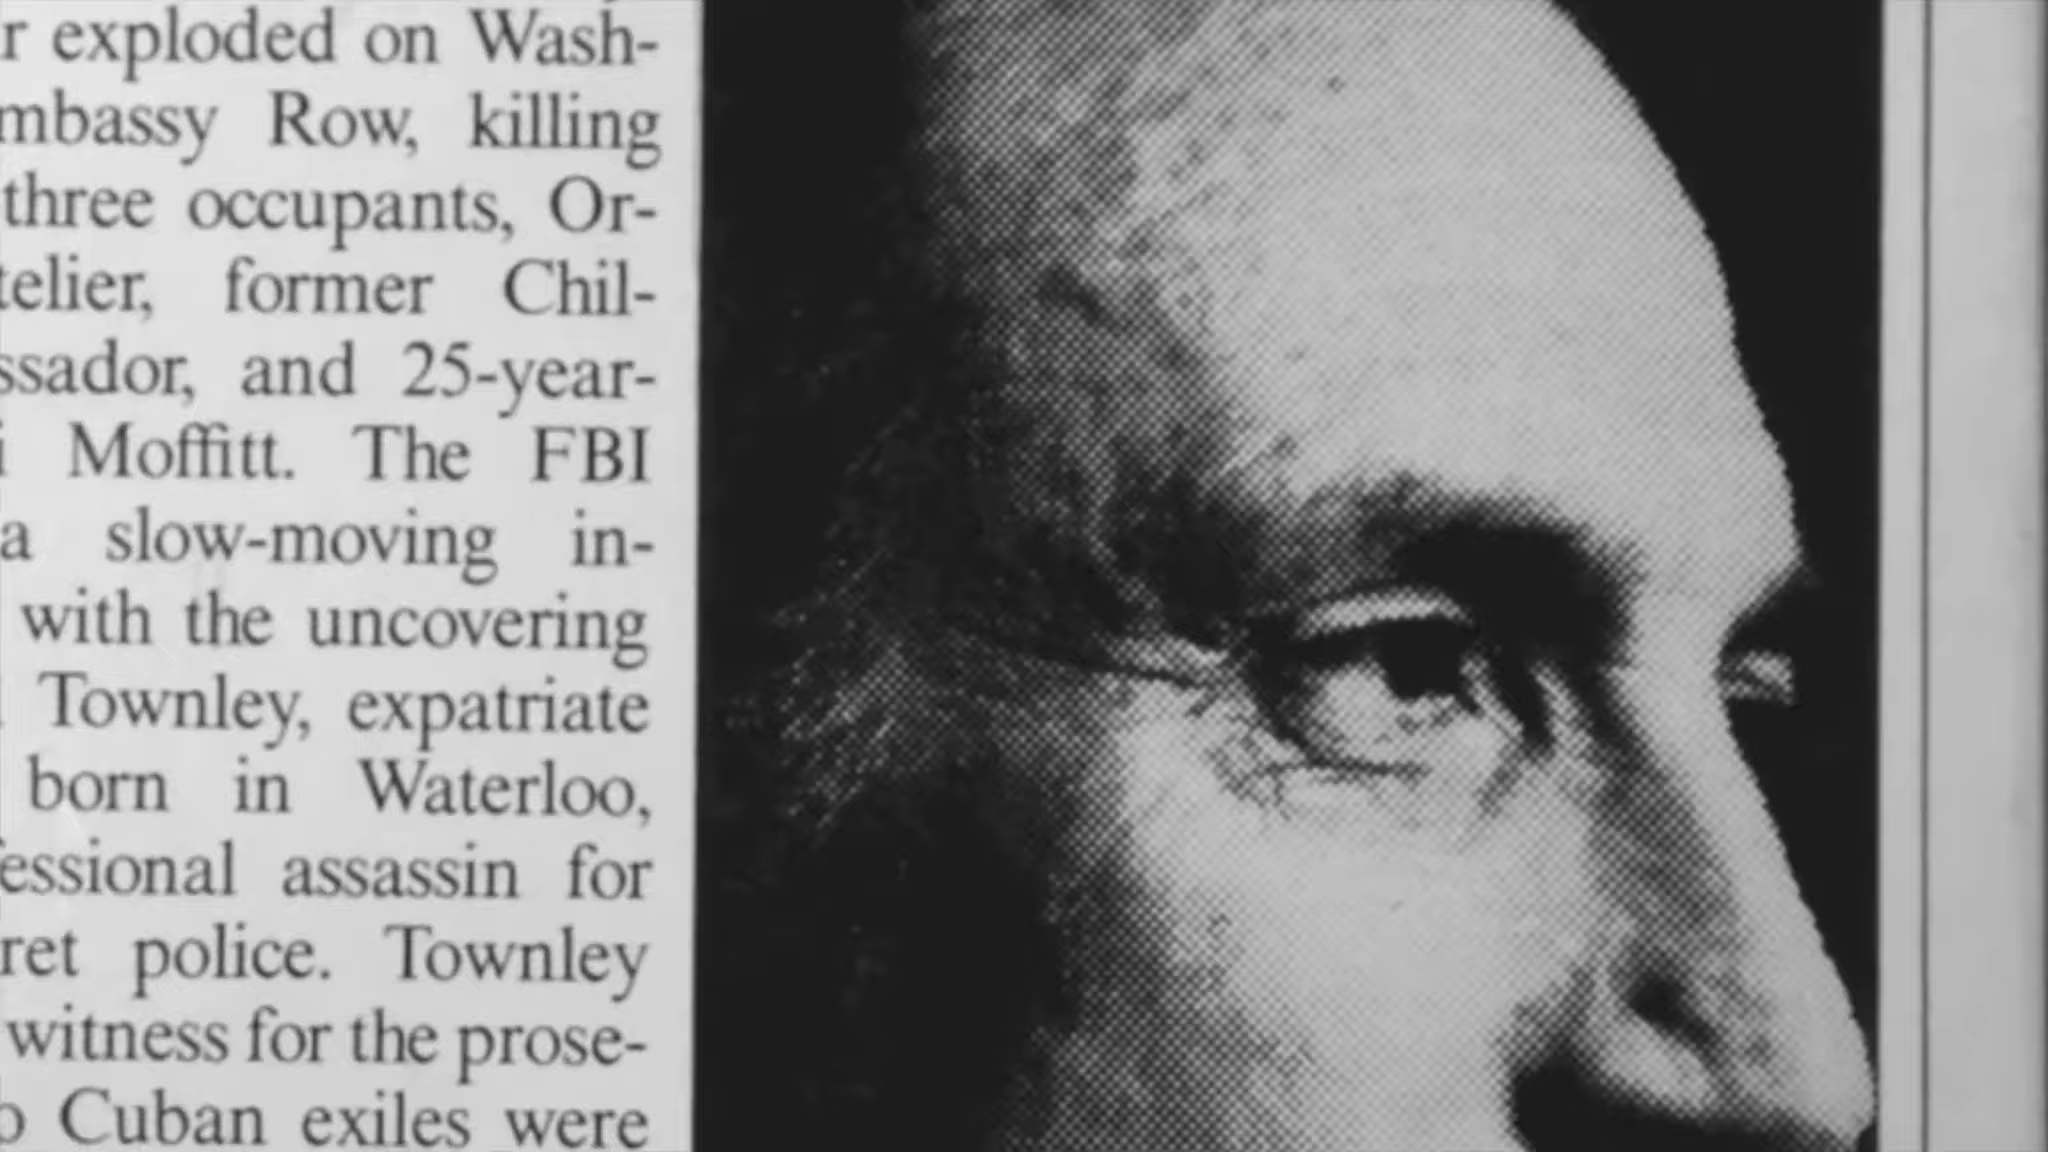 r exploded on Wash-
mbassy Row, killing
three occupants, Or-
telier, former Chil-
ssador, and 25-year-
i Moffitt. The FBI
a slow-moving in-
with the uncovering
Townley, expatriate
born in Waterloo,
fessional assassin for
ret police. Townley
witness for the prose-
o Cuban exiles were